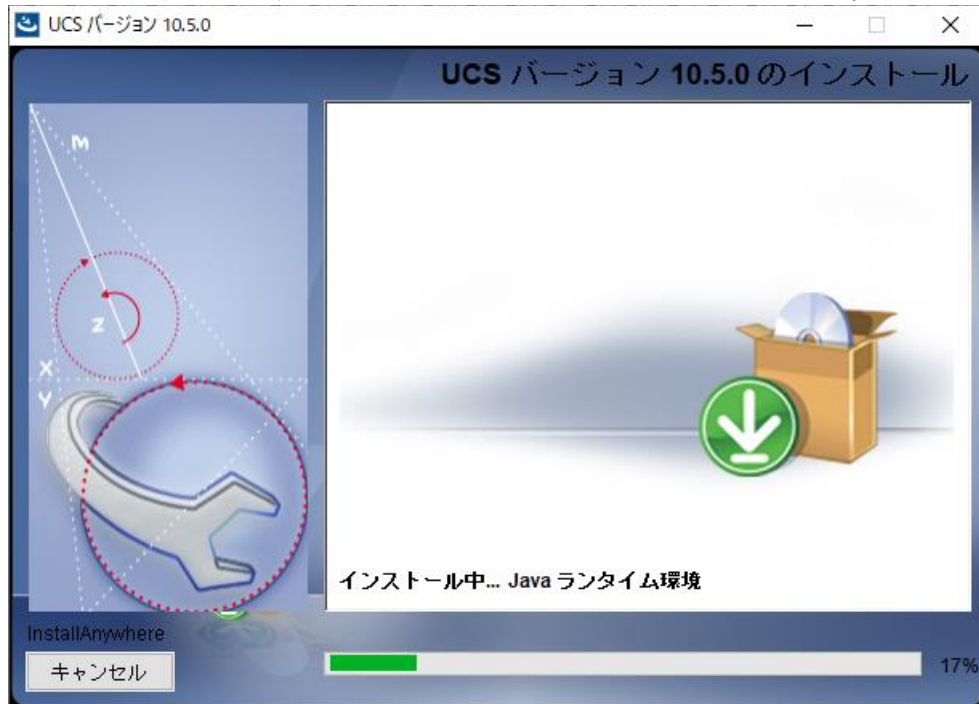 UCS バージョン 10.5.0
UCS バージョン 10.5.0 のインストール
m
z
X
Y
インストール中... Java ランタイム環境
InstallAnywhere
キャンセル
17%